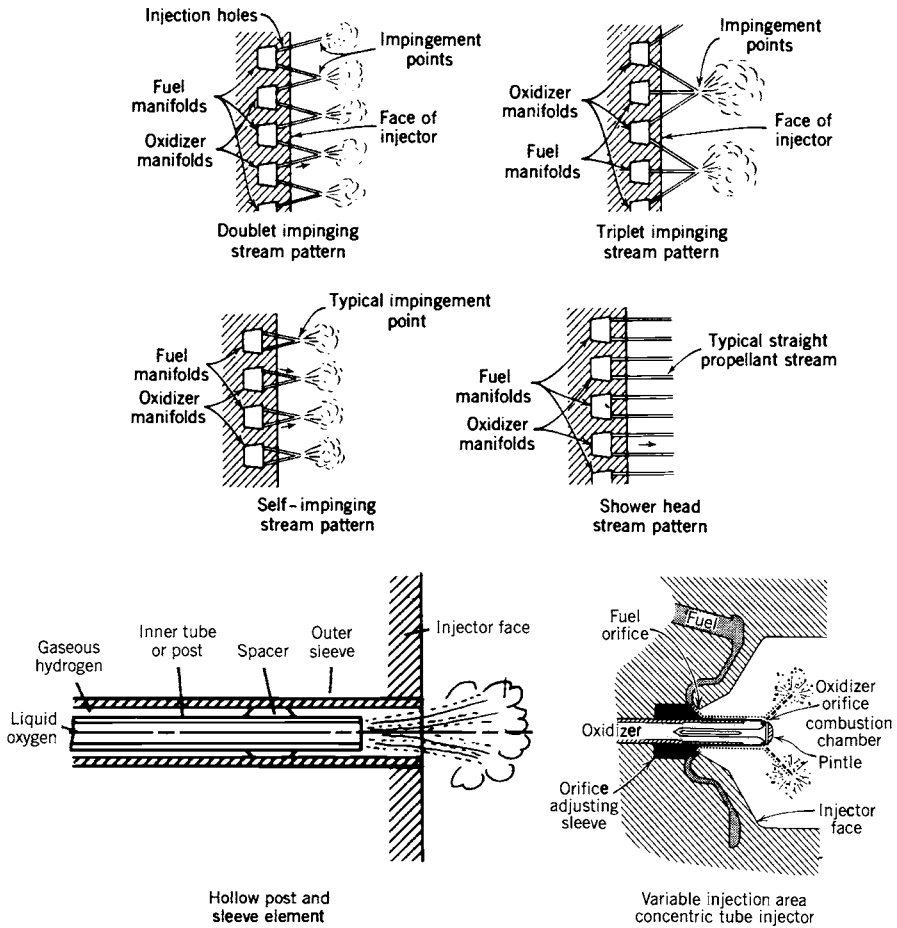 Injection holes
Impingement
points
Fuel
manifolds
Oxidizer
manifolds
Face of
injector
Doublet impinging
stream pattern
Impingement
points
Oxidizer
manifolds
Fuel
manifolds
Face of
injector
Triplet impinging
stream pattern
Typical impingement
point
Fuel
manifolds
Oxidizer
manifolds
Self-impinging
stream pattern
Typical straight
propellant stream
Fuel
manifolds
Oxidizer
manifolds
Shower head
stream pattern
Gaseous
hydrogen
Inner tube
or post
Spacer
Outer
sleeve
Injector face
Liquid
oxygen
Hollow post and
sleeve element
Fuel
orifice
Fuel
Oxidizer
orifice
combustion
chamber
Pintle
Oxidizer
Orifice
adjusting
sleeve
Injector
face
Variable injection area
concentric tube injector